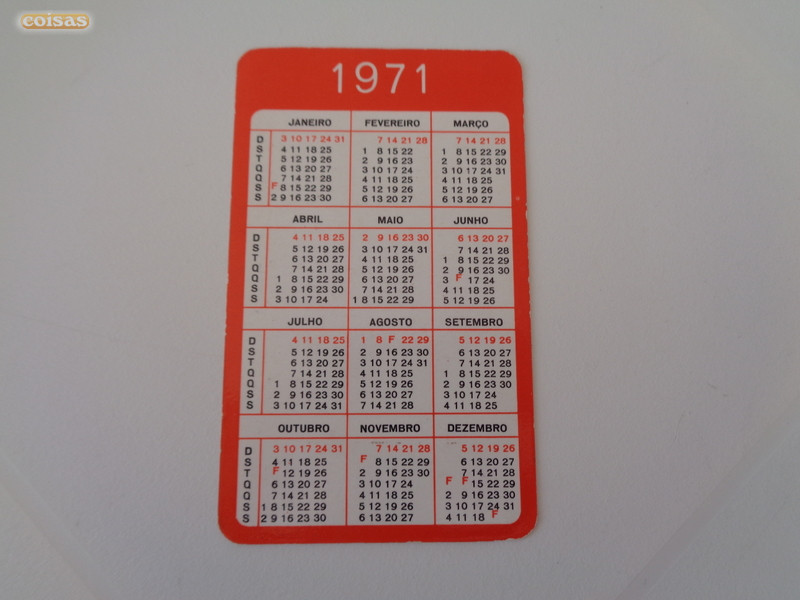 coisas
1971
JANEIRO FEVEREIRO MARÇO
D 3 10 17 24 31 7 14 21 28 7 14 21 28
S 4 11 18 25 1 8 15 22 1 8 15 22 29
T 5 12 19 26 2 9 16 23 2 9 16 23 30
Q 6 13 20 27 3 10 17 24 3 10 17 24 31
Q 7 14 21 28 4 11 18 25 4 11 18 25
S F 8 15 22 29 5 12 19 26 5 12 19 26
S 2 9 16 23 30 6 13 20 27 6 13 20 27
ABRIL MAIO JUNHO
D 4 11 18 25 2 9 16 23 30 6 13 20 27
S 5 12 19 26 3 10 17 24 31 7 14 21 28
T 6 13 20 27 4 11 18 25 1 8 15 22 29
Q 7 14 21 28 5 12 19 26 2 9 16 23 30
Q 1 8 15 22 29 6 13 20 27 3 F 17 24
S 2 9 16 23 30 7 14 21 28 4 11 18 25
S 3 10 17 24 1 8 15 22 29 5 12 19 26
JULHO AGOSTO SETEMBRO
D 4 11 18 25 1 8 F 22 29 5 12 19 26
S 5 12 19 26 2 9 16 23 30 6 13 20 27
T 6 13 20 27 3 10 17 24 31 7 14 21 28
Q 7 14 21 28 4 11 18 25 1 8 15 22 29
Q 1 8 15 22 29 5 12 19 26 2 9 16 23 30
S 2 9 16 23 30 6 13 20 27 3 10 17 24
S 3 10 17 24 31 7 14 21 28 4 11 18 25
OUTUBRO NOVEMBRO DEZEMBRO
D 3 10 17 24 31 7 14 21 28 5 12 19 26
S 4 11 18 25 F 8 15 22 29 6 13 20 27
T F 12 19 26 2 9 16 23 30 7 14 21 28
Q 6 13 20 27 3 10 17 24 F F 15 22 29
Q 7 14 21 28 4 11 18 25 2 9 16 23 30
S 1 8 15 22 29 5 12 19 26 3 10 17 24 31
S 2 9 16 23 30 6 13 20 27 4 11 18 F